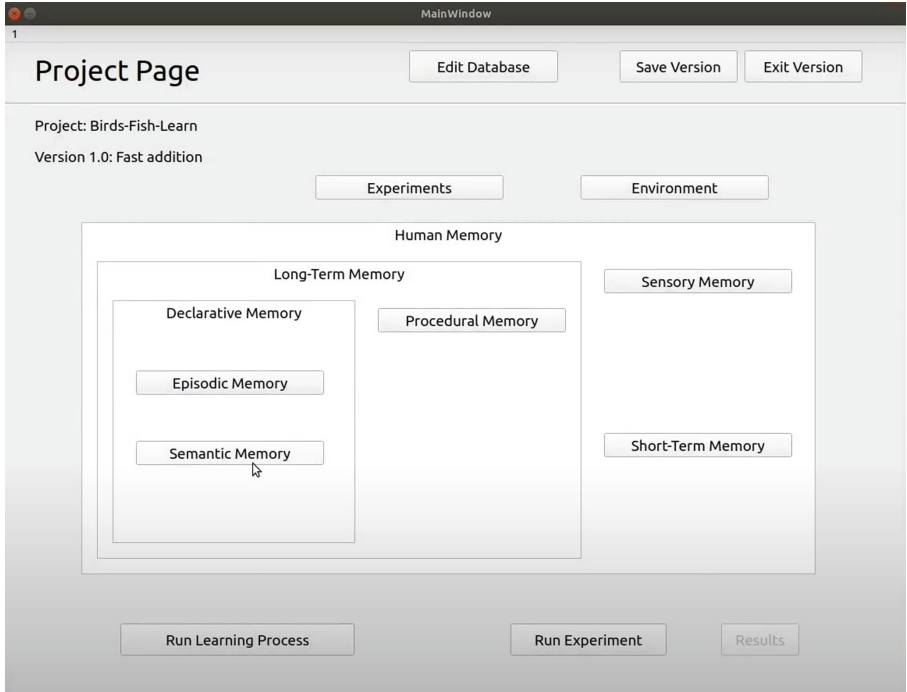 MainWindow
1
Project Page
Edit Database
Save Version
Exit Version
Project: Birds-Fish-Learn
Version 1.0: Fast addition
Experiments
Environment
Human Memory
Long-Term Memory
Sensory Memory
Declarative Memory
Procedural Memory
Episodic Memory
Semantic Memory
Short-Term Memory
Run Learning Process
Run Experiment
Results